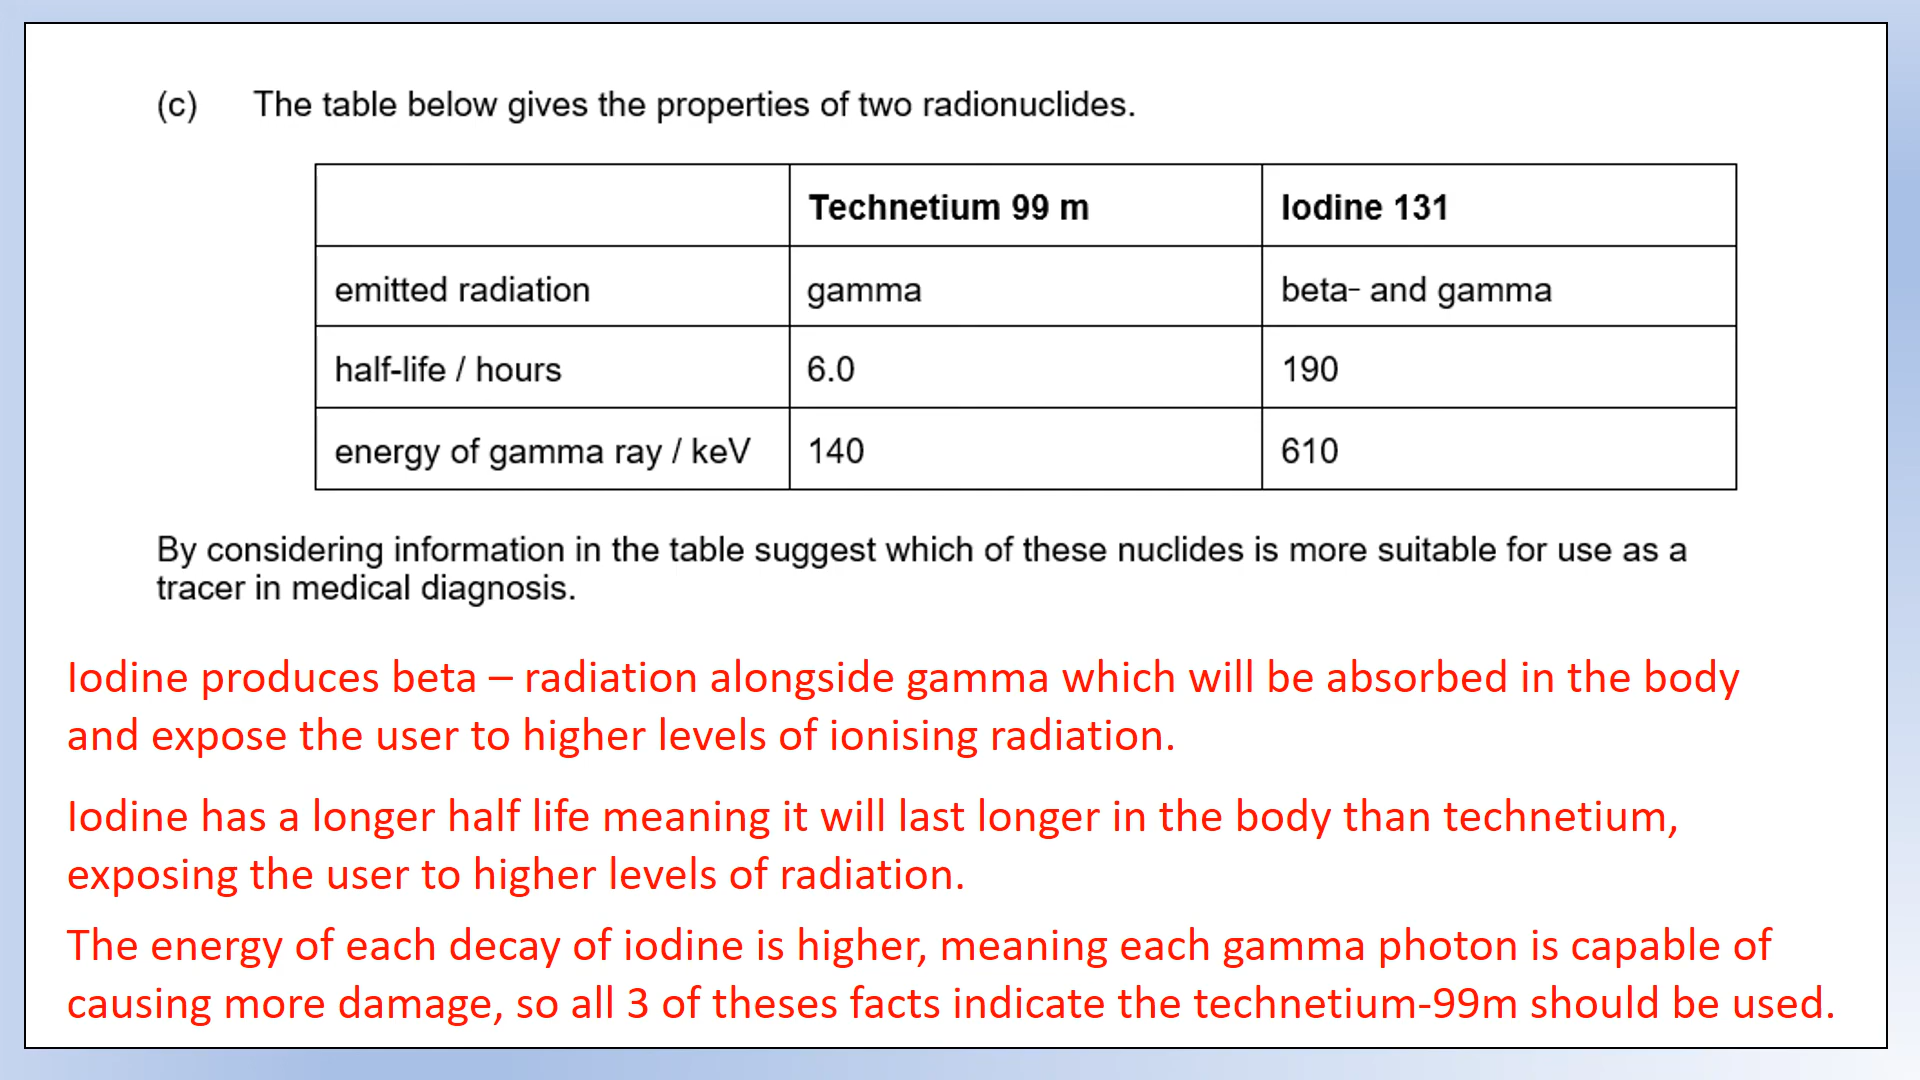 (c) The table below gives the properties of two radionuclides.
Technetium 99 m Iodine 131
emitted radiation gamma beta- and gamma
half-life / hours 6.0 190
energy of gamma ray / keV 140 610
By considering information in the table suggest which of these nuclides is more suitable for use as a
tracer in medical diagnosis.
Iodine produces beta – radiation alongside gamma which will be absorbed in the body
and expose the user to higher levels of ionising radiation.
Iodine has a longer half life meaning it will last longer in the body than technetium,
exposing the user to higher levels of radiation.
The energy of each decay of iodine is higher, meaning each gamma photon is capable of
causing more damage, so all 3 of theses facts indicate the technetium-99m should be used.